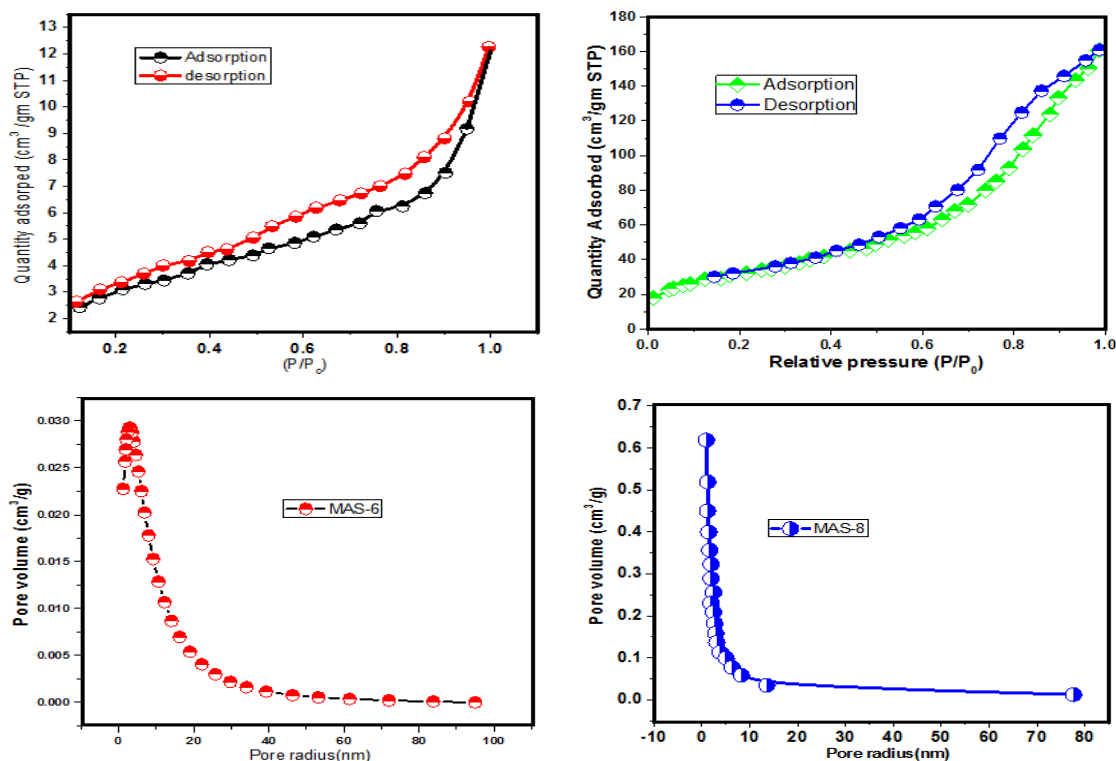 13
12
11
10
9
8
7
6
5
4
3
2
Quantity adsorped (cm³/gm STP)
Adsorption
desorption
0.2 0.4 0.6 0.8 1.0
(P/P₀)
180
160
140
120
100
80
60
40
20
0
Quantity Adsorbed (cm³/gm STP)
Adsorption
Desorption
0.0 0.2 0.4 0.6 0.8 1.0
Relative pressure (P/P₀)
0.030
0.025
0.020
0.015
0.010
0.005
0.000
Pore volume (cm³/g)
MAS-6
0 20 40 60 80 100
Pore radius(nm)
0.7
0.6
0.5
0.4
0.3
0.2
0.1
0.0
Pore volume (cm³/g)
MAS-8
-10 0 10 20 30 40 50 60 70 80
Pore radius(nm)